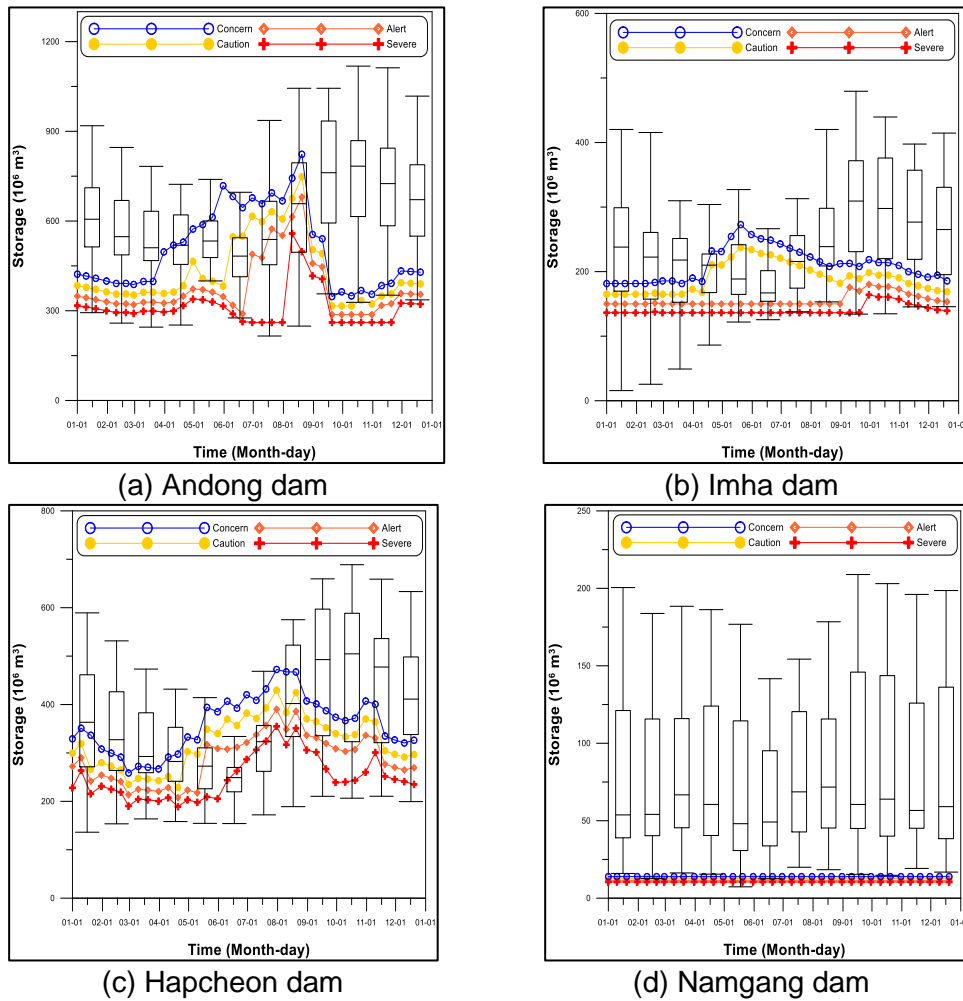 Concern Alert
Caution Severe
1200
900
600
300
0
Storage (10⁶ m³)
01-01 02-01 03-01 04-01 05-01 06-01 07-01 08-01 09-01 10-01 11-01 12-01 01-01
Time (Month-day)
(a) Andong dam
Concern Alert
Caution Severe
600
400
200
0
Storage (10⁶ m³)
01-01 02-01 03-01 04-01 05-01 06-01 07-01 08-01 09-01 10-01 11-01 12-01 01-0
Time (Month-day)
(b) Imha dam
Concern Alert
Caution Severe
800
600
400
200
0
Storage (10⁶ m³)
01-01 02-01 03-01 04-01 05-01 06-01 07-01 08-01 09-01 10-01 11-01 12-01 01-01
Time (Month-day)
(c) Hapcheon dam
Concern Alert
Caution Severe
250
200
150
100
50
0
Storage (10⁶ m³)
01-01 02-01 03-01 04-01 05-01 06-01 07-01 08-01 09-01 10-01 11-01 12-01 01-0
Time (Month-day)
(d) Namgang dam